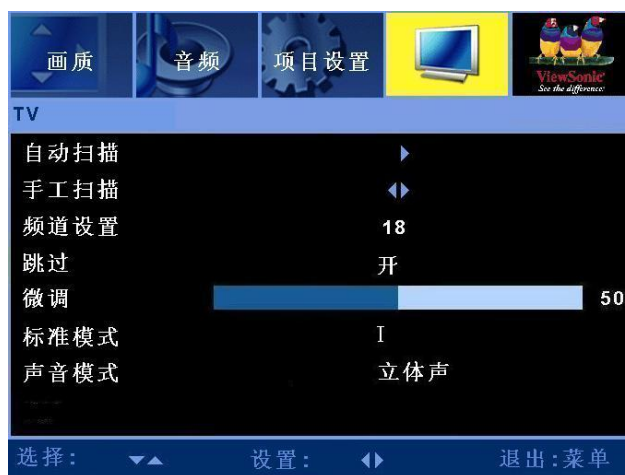 画质 音频 项目设置
ViewSonic®
See the difference™
TV
自动扫描
手工扫描
频道设置 18
跳过 开
微调 50
标准模式 I
声音模式 立体声
选择: 设置: 退出:菜单